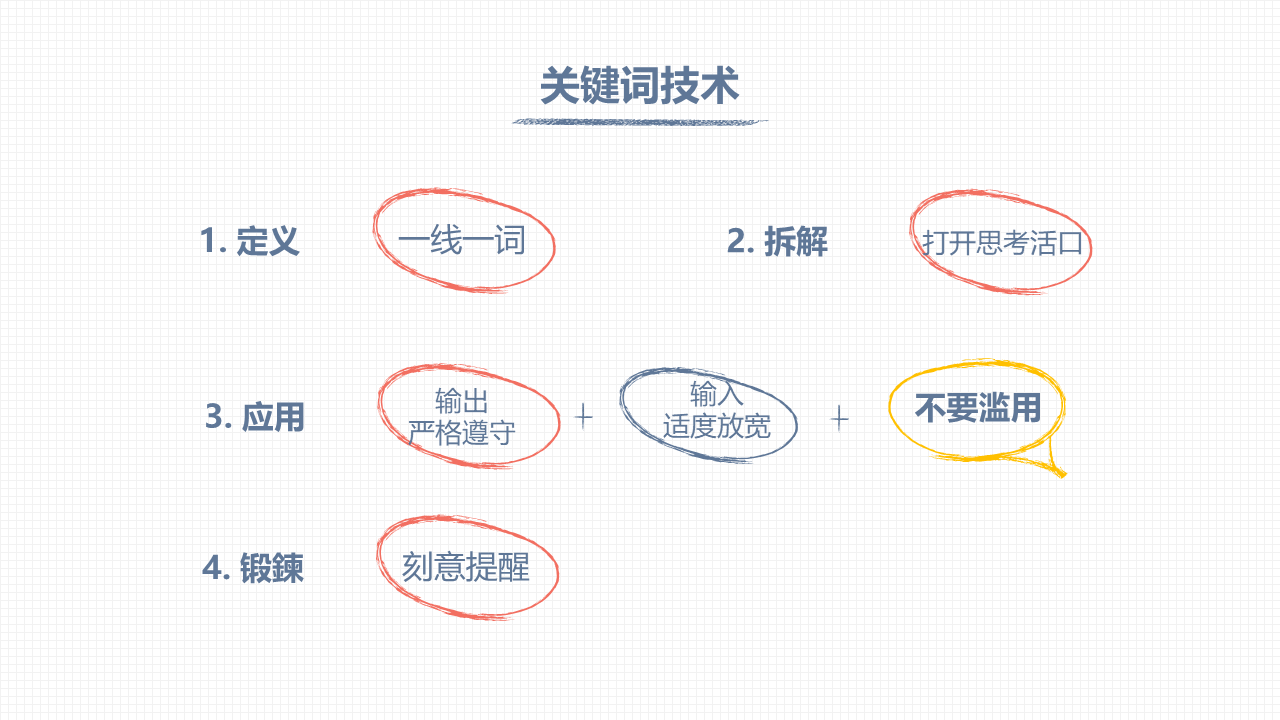 关键词技术
1. 定义
一线一词
2. 拆解
打开思考活口
3. 应用
输出
严格遵守
+
输入
适度放宽
+
不要滥用
4. 锻鍊
刻意提醒